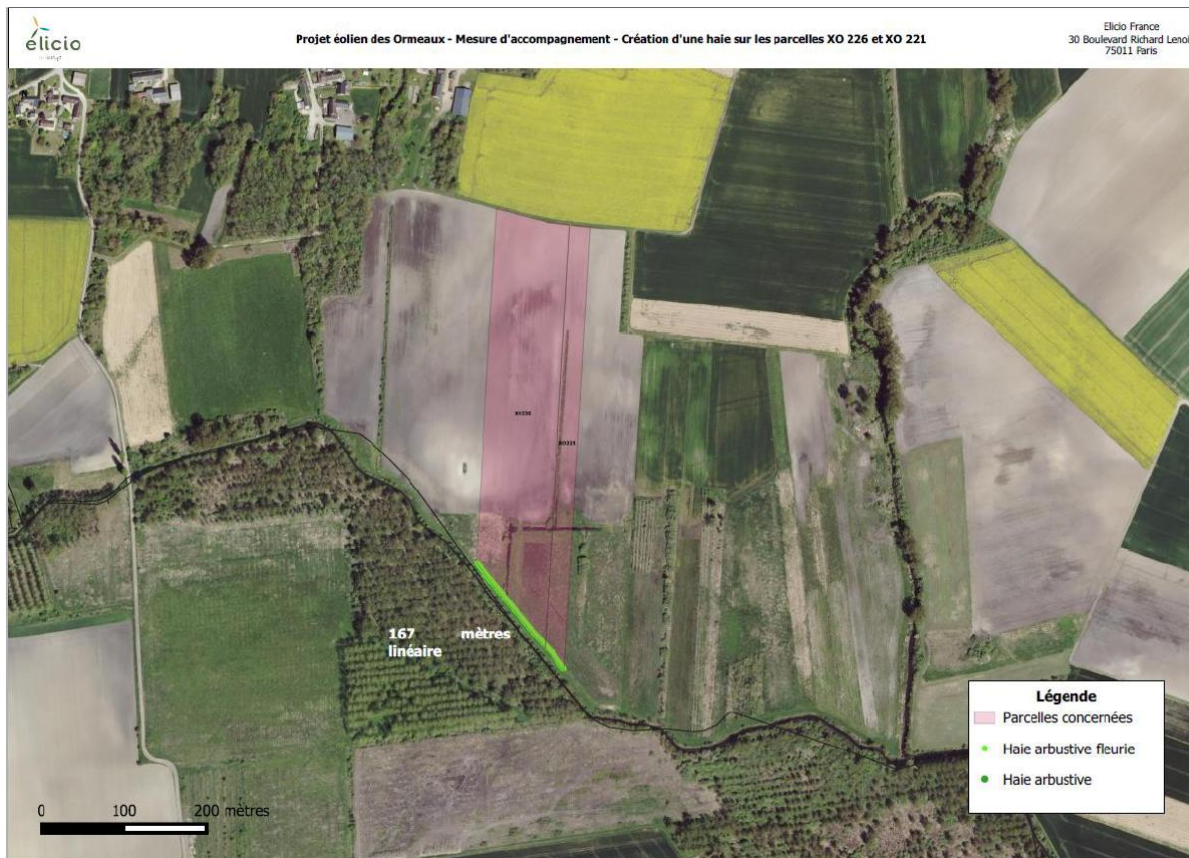 elicio
Projet éolien des Ormeaux - Mesure d'accompagnement - Création d'une haie sur les parcelles XO 226 et XO 221
Elicio France
30 Boulevard Richard Lenoi
75011 Paris
XO221
167 mètres
linéaire
Légende
Parcelles concernées
Haie arbustive fleurie
Haie arbustive
0 100 200 mètres